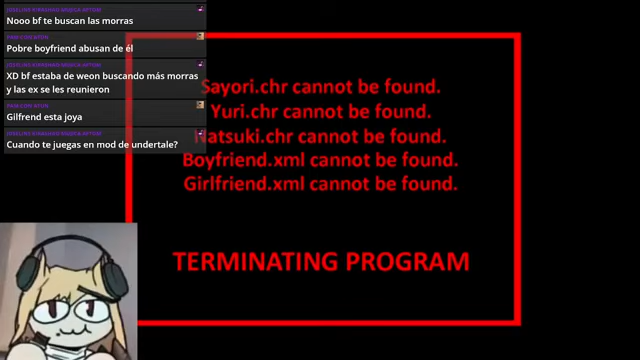 Nooo bf te buscan las morras
Pobre boyfriend abusan de él
XD bf estaba de weon buscando más morras
y las ex se les reunieron
Gilfrend esta joya
Cuando te juegas en mod de undertale?
Sayori.chr cannot be found.
Yuri.chr cannot be found.
Natsuki.chr cannot be found.
Boyfriend.xml cannot be found.
Girlfriend.xml cannot be found.
TERMINATING PROGRAM